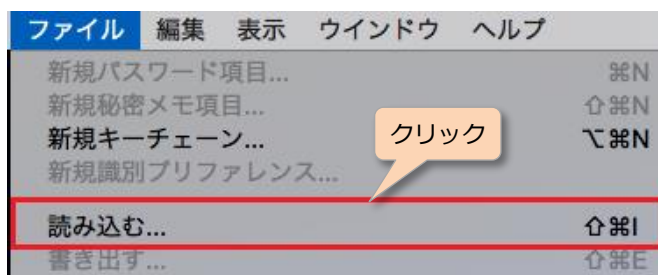 ファイル 編集 表示 ウインドウ ヘルプ
新規パスワード項目... ⌘N
新規秘密メモ項目... ⇧⌘N
新規キーチェーン... ⌥⌘N
クリック
新規識別プリファレンス...
読み込む... ⇧⌘I
書き出す... ⇧⌘E